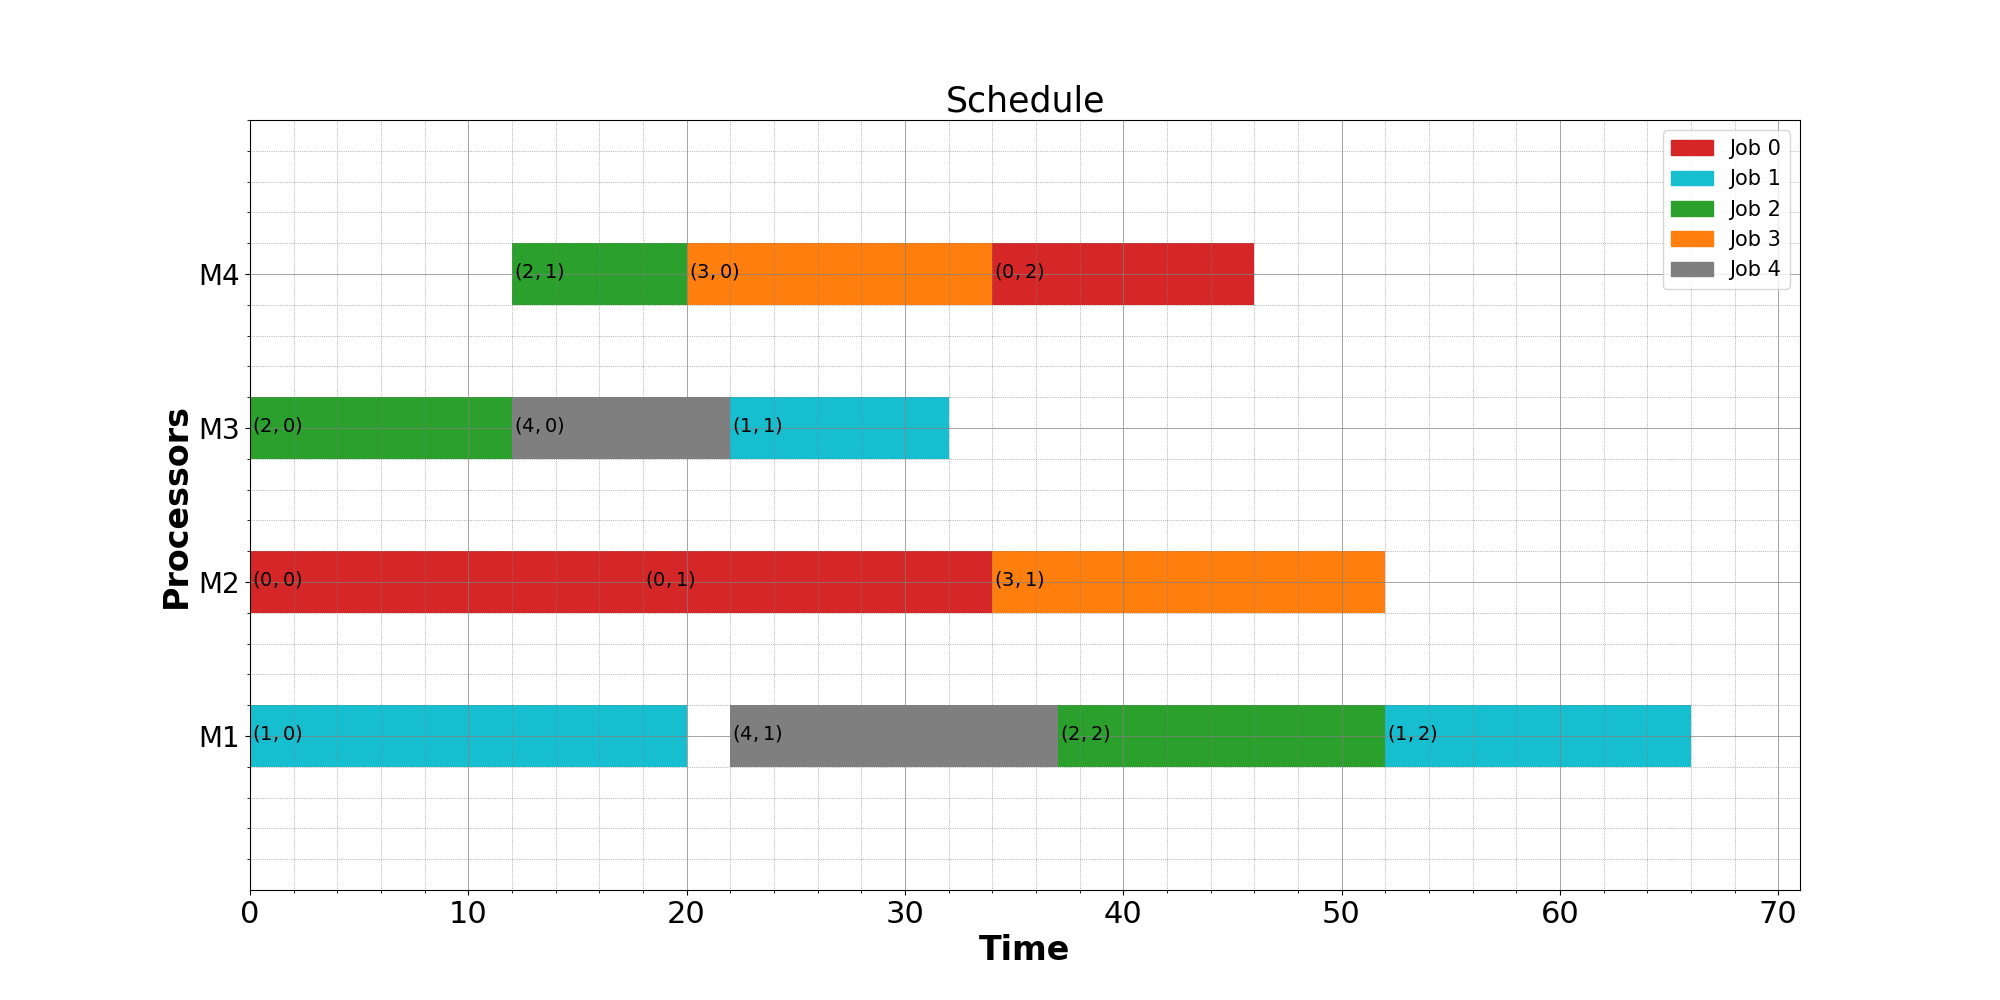 Schedule
Job 0
Job 1
Job 2
Job 3
Job 4
Processors
M4
(2, 1)
(3, 0)
(0, 2)
M3
(2, 0)
(4, 0)
(1, 1)
M2
(0, 0)
(0, 1)
(3, 1)
M1
(1, 0)
(4, 1)
(2, 2)
(1, 2)
0 10 20 30 40 50 60 70
Time